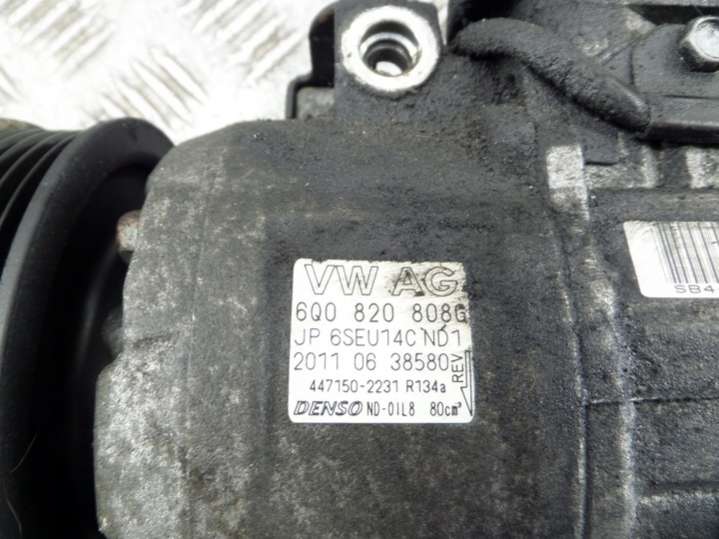 VW AG
6Q0 820 808G
JP 6SEU14C ND1
2011 06 38580
REV
447150-2231 R134a
DENSO ND-OIL8 80cm³
SB4